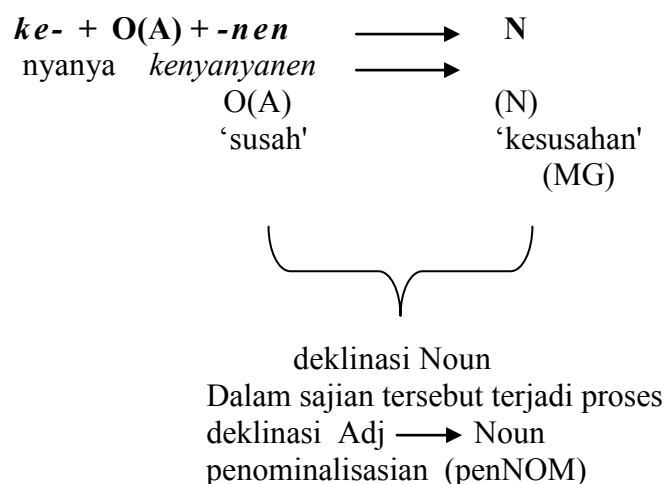 ke- + O(A) + -nen ⟶ N
nyanya kenyanyanen ⟶
O(A) (N)
‘susah' ‘kesusahan'
(MG)
deklinasi Noun
Dalam sajian tersebut terjadi proses
deklinasi Adj ⟶ Noun
penominalisasian (penNOM)